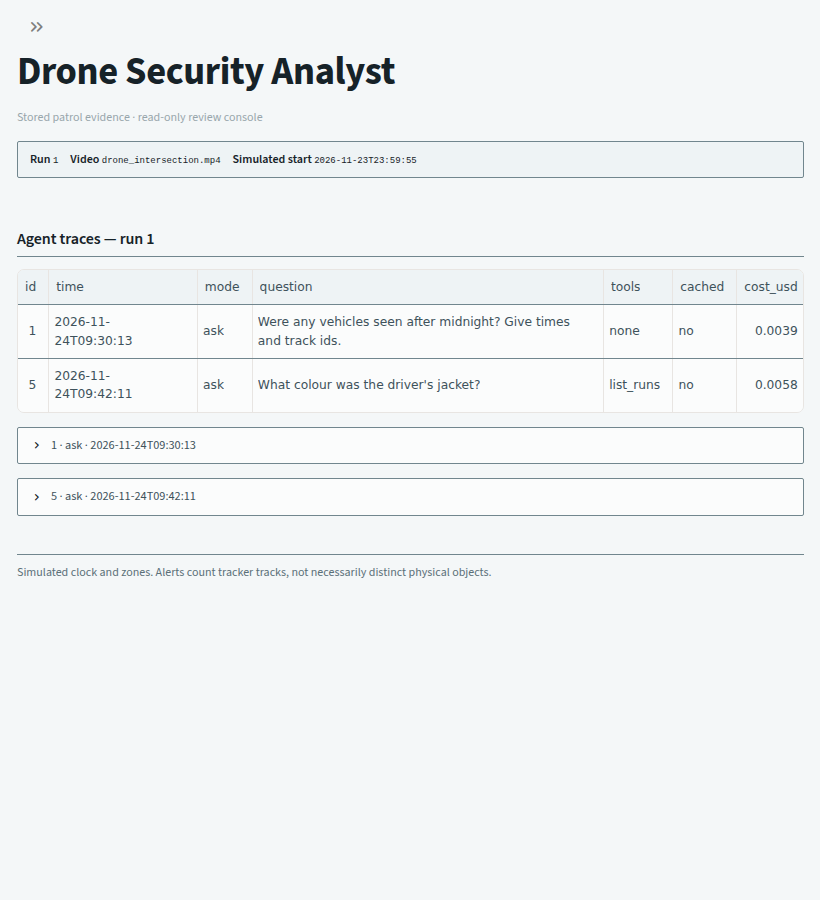 Drone Security Analyst
Stored patrol evidence · read-only review console
Run 1 Video drone_intersection.mp4 Simulated start 2026-11-23T23:59:55
Agent traces — run 1
id time mode question tools cached cost_usd
1 2026-11-24T09:30:13 ask Were any vehicles seen after midnight? Give times and track ids. none no 0.0039
5 2026-11-24T09:42:11 ask What colour was the driver's jacket? list_runs no 0.0058
1 · ask · 2026-11-24T09:30:13
5 · ask · 2026-11-24T09:42:11
Simulated clock and zones. Alerts count tracker tracks, not necessarily distinct physical objects.